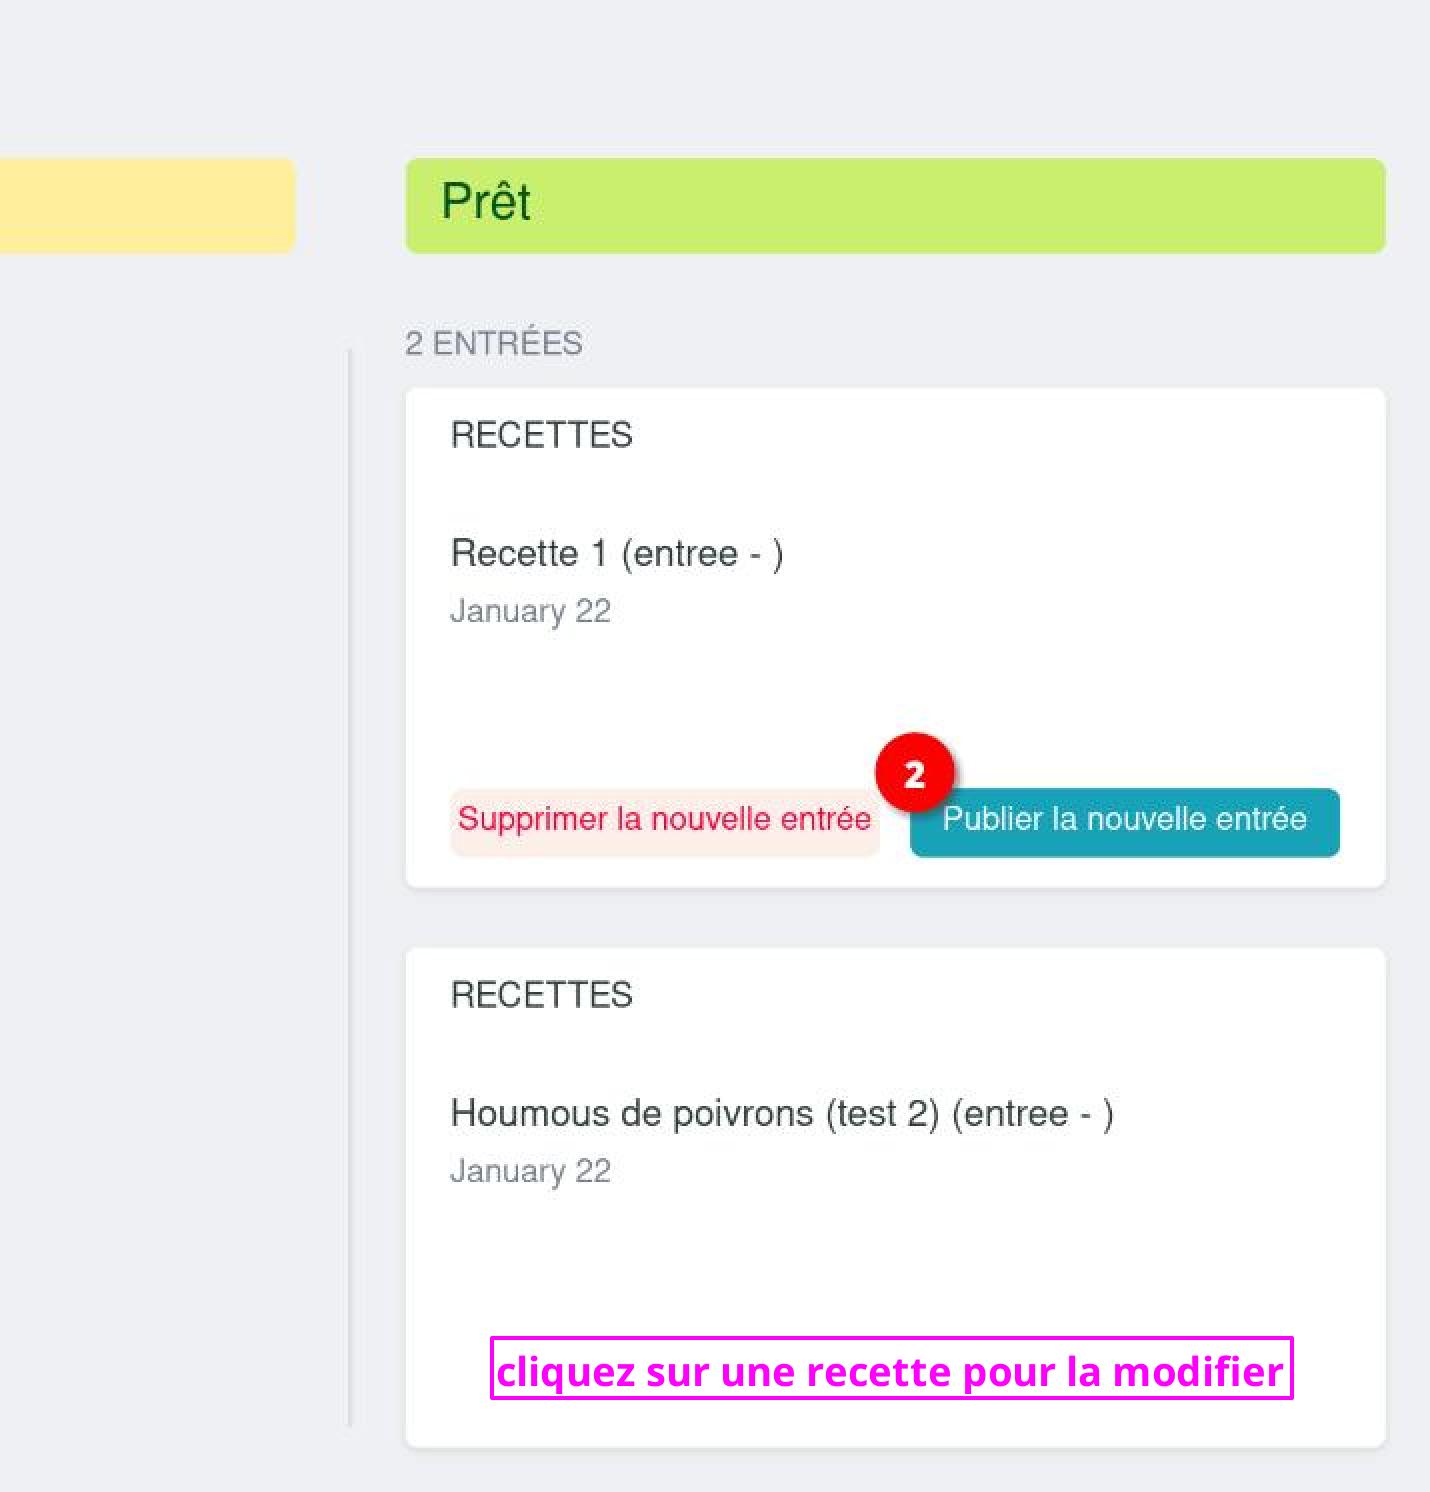 Prêt
2 ENTRÉES
RECETTES
Recette 1 (entree - )
January 22
2
Supprimer la nouvelle entrée
Publier la nouvelle entrée
RECETTES
Houmous de poivrons (test 2) (entree - )
January 22
cliquez sur une recette pour la modifier